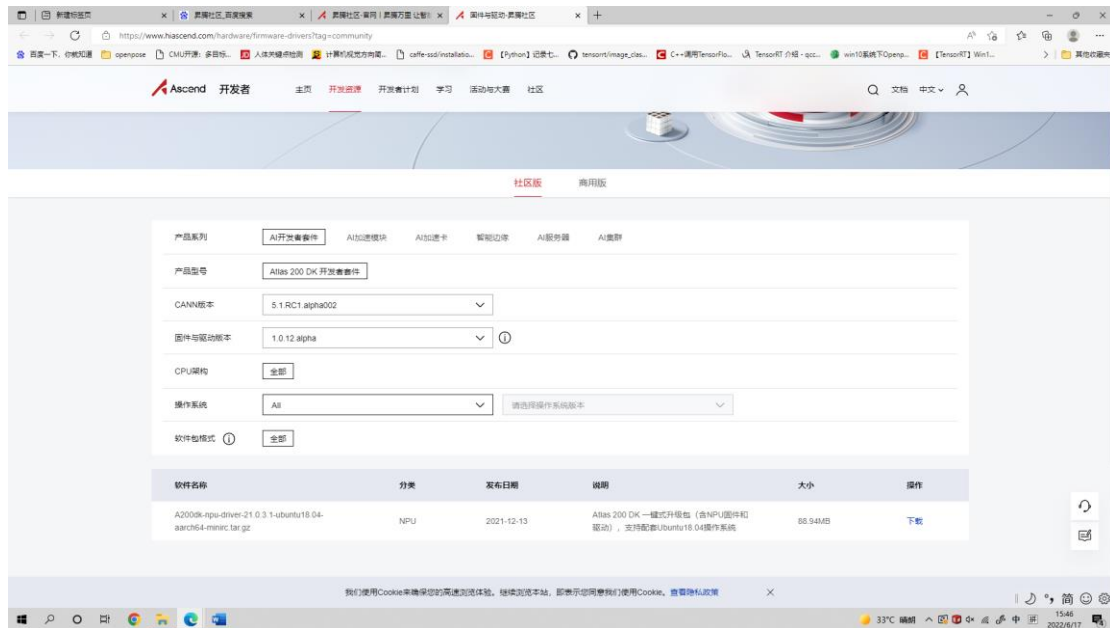 新建标签页
昇腾社区_百度搜索
昇腾社区-官网丨昇腾万里 让智
固件与驱动-昇腾社区
https://www.hiascend.com/hardware/firmware-drivers?tag=community
百度一下，你就知道
openpose
CMU开源：多目标...
人体关键点检测
计算机视觉方向简...
caffe-ssd/installatio...
【Python】记录七...
tensorrt/image_clas...
C++调用TensorFlo...
TensorRT 介绍 - qcc...
win10系统下Openp...
【TensorRT】Win1...
其他收藏夹
Ascend 开发者
主页 开发资源 开发者计划 学习 活动与大赛 社区
文档 中文
社区版 商用版
产品系列 AI开发者套件 AI加速模块 AI加速卡 智能边缘 AI服务器 AI集群
产品型号 Atlas 200 DK 开发者套件
CANN版本 5.1.RC1.alpha002
固件与驱动版本 1.0.12.alpha
CPU架构 全部
操作系统 All 请选择操作系统版本
软件包格式 全部
软件名称 分类 发布日期 说明 大小 操作
A200dk-npu-driver-21.0.3.1-ubuntu18.04-
aarch64-minirc.tar.gz
NPU
2021-12-13
Atlas 200 DK 一键式升级包（含NPU固件和
驱动），支持配套Ubuntu18.04操作系统
88.94MB
下载
我们使用Cookie来确保您的高速浏览体验。继续浏览本站，即表示您同意我们使用Cookie。查看隐私政策
简
33°C 晴朗
中
拼
15:46
2022/6/17